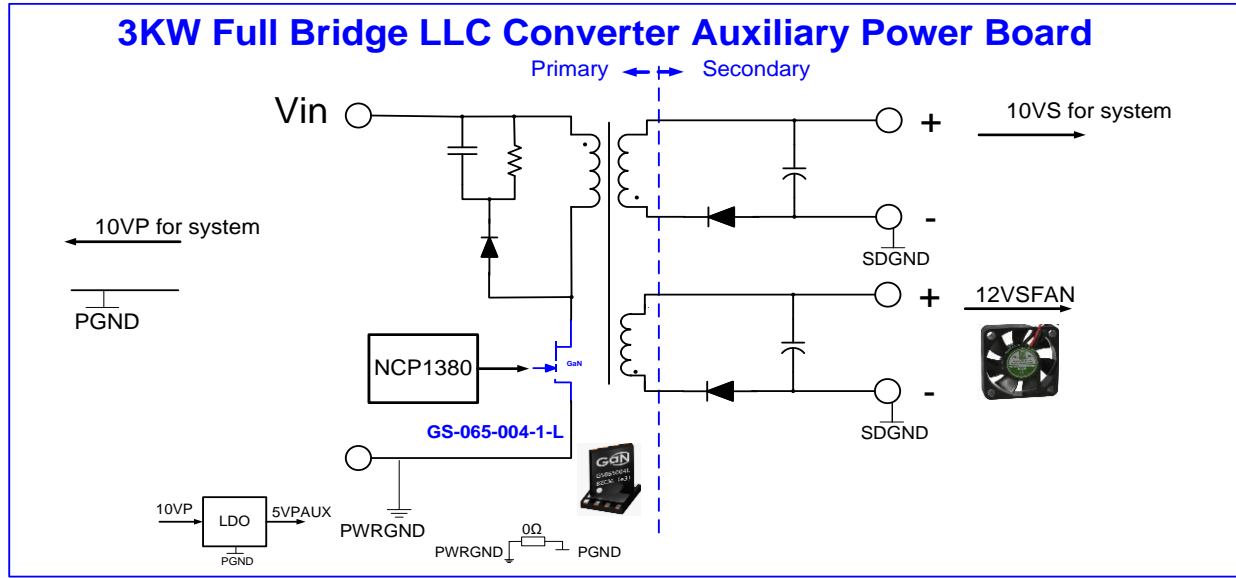 3KW Full Bridge LLC Converter Auxiliary Power Board
Primary
Secondary
Vin
+
10VS for system
10VP for system
-
SDGND
PGND
+
12VSFAN
NCP1380
GaN
-
SDGND
GS-065-004-1-L
GaN
10VP
LDO
5VPAUX
PGND
PWRGND
0Ω
PWRGND
PGND